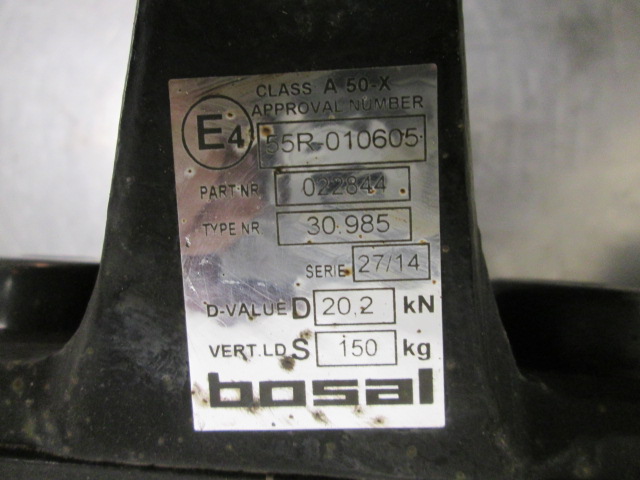 CLASS A 50-X
APPROVAL NUMBER
E4 55R-010605
PART NR 022844
TYPE NR 30.985
SERIE 27/14
D-VALUE D 20,2 kN
VERT.LD S 150 kg
bosal